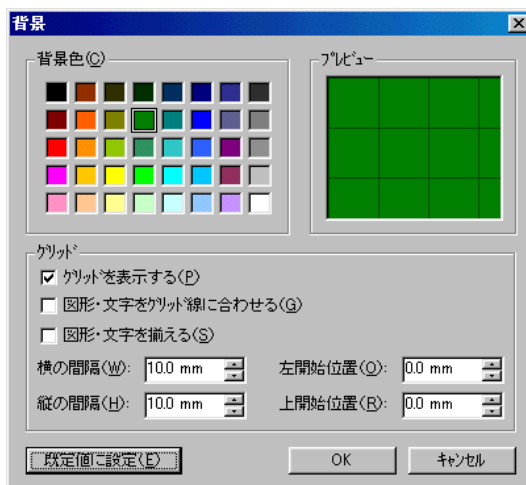 背景
背景色(C)
ﾌﾟﾚﾋﾞｭｰ
ｸﾞﾘｯﾄﾞ
ｸﾞﾘｯﾄﾞを表示する(P)
図形・文字をｸﾞﾘｯﾄﾞ線に合わせる(G)
図形・文字を揃える(S)
横の間隔(W): 10.0 mm 左開始位置(O): 0.0 mm
縦の間隔(H): 10.0 mm 上開始位置(R): 0.0 mm
既定値に設定(E) OK ｷｬﾝｾﾙ